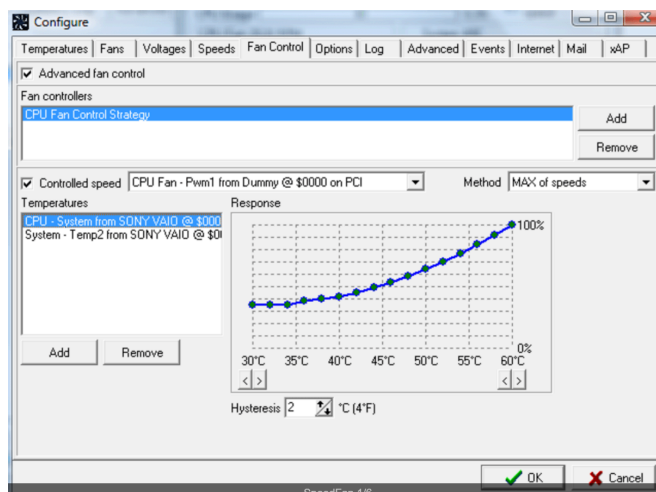 Configure
Temperatures Fans Voltages Speeds Fan Control Options Log Advanced Events Internet Mail xAP
Advanced fan control
Fan controllers
CPU Fan Control Strategy
Add
Remove
Controlled speed CPU Fan - Pwm1 from Dummy @ $0000 on PCI Method MAX of speeds
Temperatures Response
CPU - System from SONY VAIO @ $000
System - Temp2 from SONY VAIO @ $0
100%
0%
Add Remove
30°C 35°C 40°C 45°C 50°C 55°C 60°C
< > < >
Hysteresis 2 °C (4°F)
OK Cancel